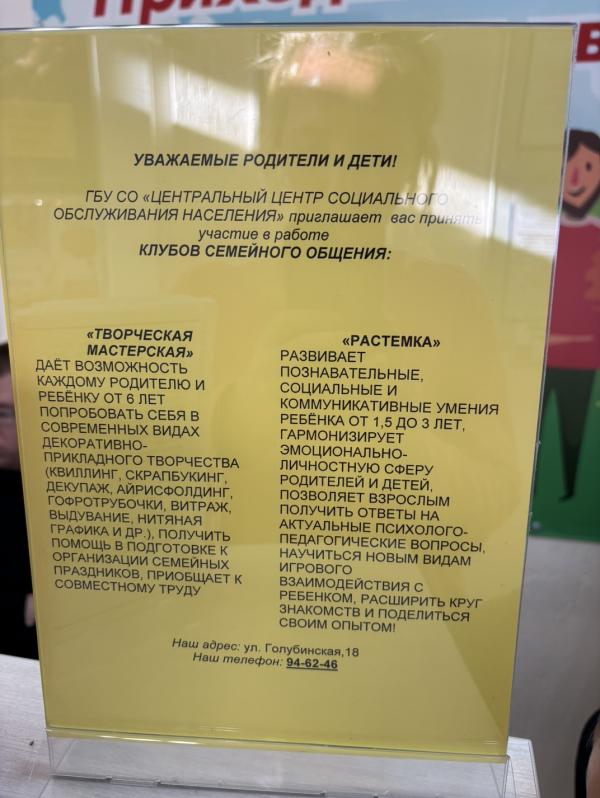 УВАЖАЕМЫЕ РОДИТЕЛИ И ДЕТИ!
ГБУ СО «ЦЕНТРАЛЬНЫЙ ЦЕНТР СОЦИАЛЬНОГО
ОБСЛУЖИВАНИЯ НАСЕЛЕНИЯ» приглашает вас принять
участие в работе
КЛУБОВ СЕМЕЙНОГО ОБЩЕНИЯ:
«ТВОРЧЕСКАЯ
МАСТЕРСКАЯ»
ДАЁТ ВОЗМОЖНОСТЬ
КАЖДОМУ РОДИТЕЛЮ И
РЕБЁНКУ ОТ 6 ЛЕТ
ПОПРОБОВАТЬ СЕБЯ В
СОВРЕМЕННЫХ ВИДАХ
ДЕКОРАТИВНО-
ПРИКЛАДНОГО ТВОРЧЕСТВА
(КВИЛЛИНГ, СКРАПБУКИНГ,
ДЕКУПАЖ, АЙРИСФОЛДИНГ,
ГОФРОТРУБОЧКИ, ВИТРАЖ,
ВЫДУВАНИЕ, НИТЯНАЯ
ГРАФИКА И ДР.), ПОЛУЧИТЬ
ПОМОЩЬ В ПОДГОТОВКЕ К
ОРГАНИЗАЦИИ СЕМЕЙНЫХ
ПРАЗДНИКОВ, ПРИОБЩАЕТ К
СОВМЕСТНОМУ ТРУДУ
«РАСТЕМКА»
РАЗВИВАЕТ
ПОЗНАВАТЕЛЬНЫЕ,
СОЦИАЛЬНЫЕ И
КОММУНИКАТИВНЫЕ УМЕНИЯ
РЕБЁНКА ОТ 1,5 ДО 3 ЛЕТ,
ГАРМОНИЗИРУЕТ
ЭМОЦИОНАЛЬНО-
ЛИЧНОСТНУЮ СФЕРУ
РОДИТЕЛЕЙ И ДЕТЕЙ,
ПОЗВОЛЯЕТ ВЗРОСЛЫМ
ПОЛУЧИТЬ ОТВЕТЫ НА
АКТУАЛЬНЫЕ ПСИХОЛОГО-
ПЕДАГОГИЧЕСКИЕ ВОПРОСЫ,
НАУЧИТЬСЯ НОВЫМ ВИДАМ
ИГРОВОГО
ВЗАИМОДЕЙСТВИЯ С
РЕБЕНКОМ, РАСШИРИТЬ КРУГ
ЗНАКОМСТВ И ПОДЕЛИТЬСЯ
СВОИМ ОПЫТОМ!
Наш адрес: ул. Голубинская,18
Наш телефон: 94-62-46